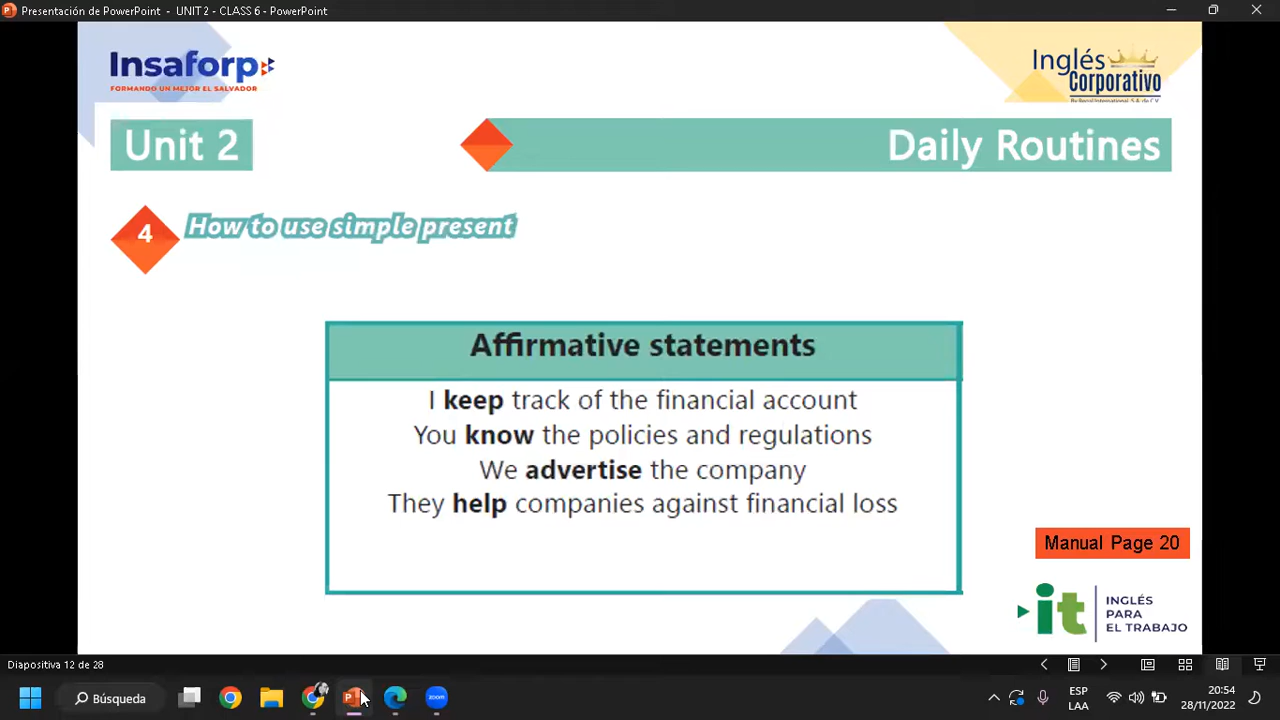 Presentación de PowerPoint - UNIT 2 - CLASS 6 - PowerPoint
Insaforp
FORMANDO UN MEJOR EL SALVADOR
Inglés
Corporativo
Unit 2
Daily Routines
4
How to use simple present
Affirmative statements
I keep track of the financial account
You know the policies and regulations
We advertise the company
They help companies against financial loss
Manual Page 20
it
INGLÉS
PARA
EL TRABAJO
Diapositiva 12 de 28
Búsqueda
zoom
ESP
LAA
20:54
28/11/2022